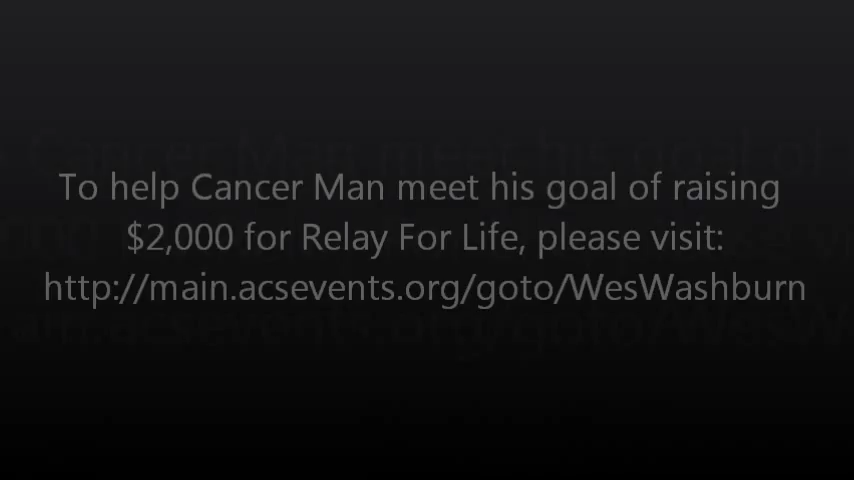 To help Cancer Man meet his goal of raising
$2,000 for Relay For Life, please visit:
http://main.acsevents.org/goto/WesWashburn